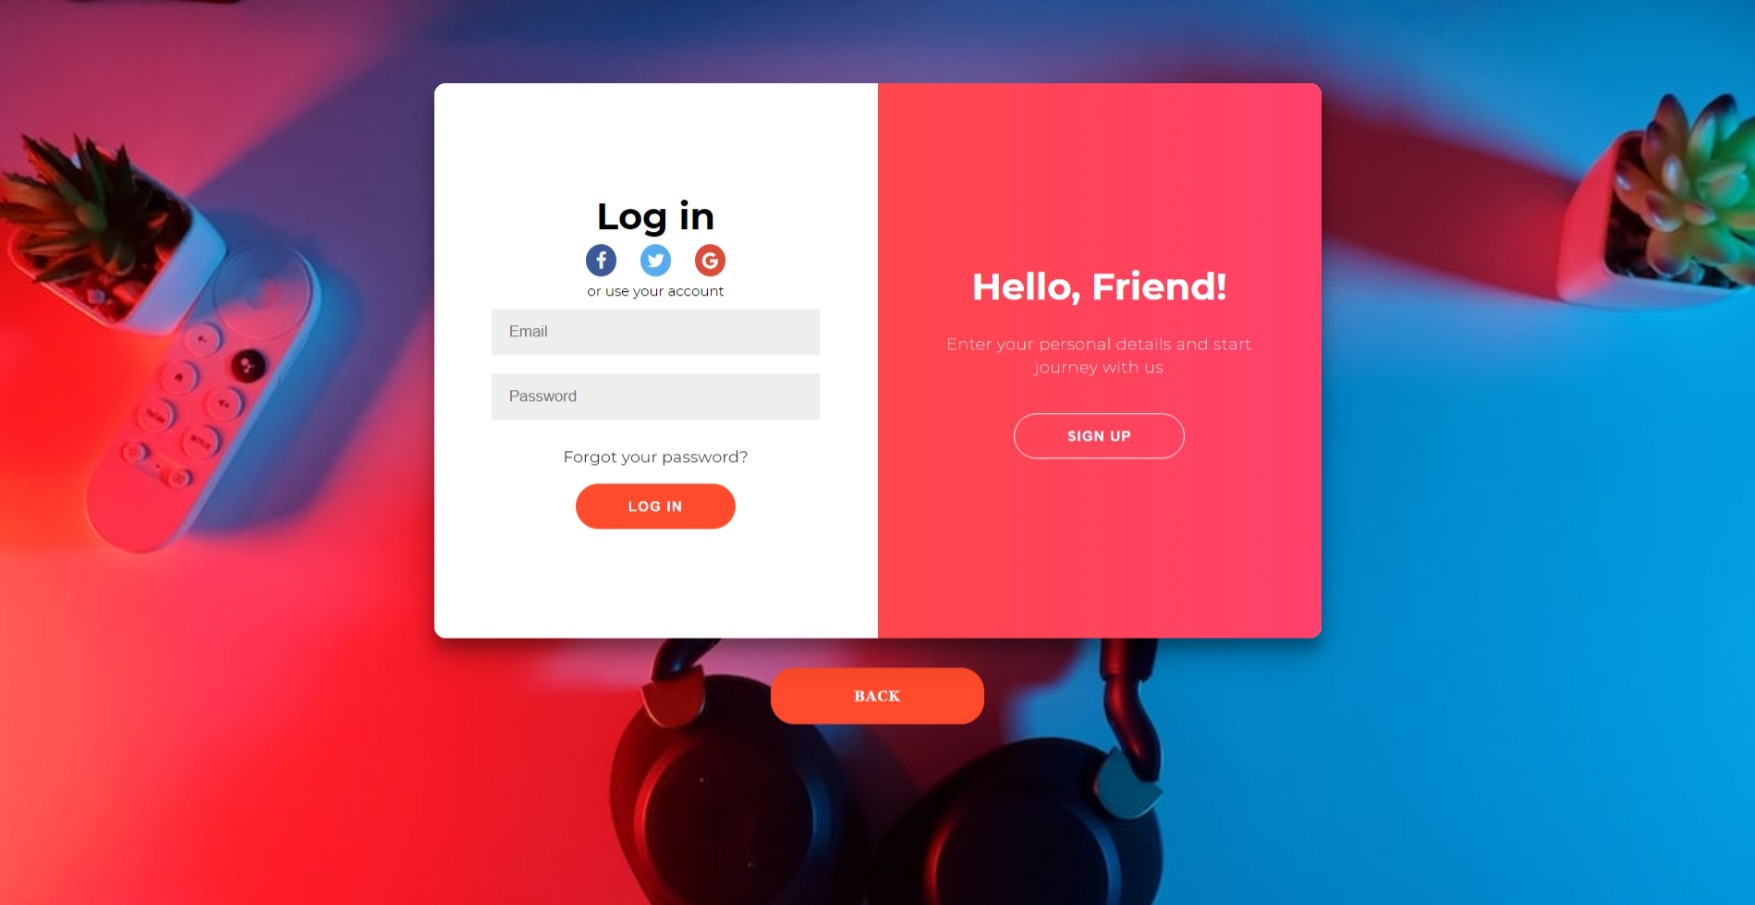 Log in
or use your account
Email
Password
Forgot your password?
LOG IN
Hello, Friend!
Enter your personal details and start
journey with us
SIGN UP
BACK